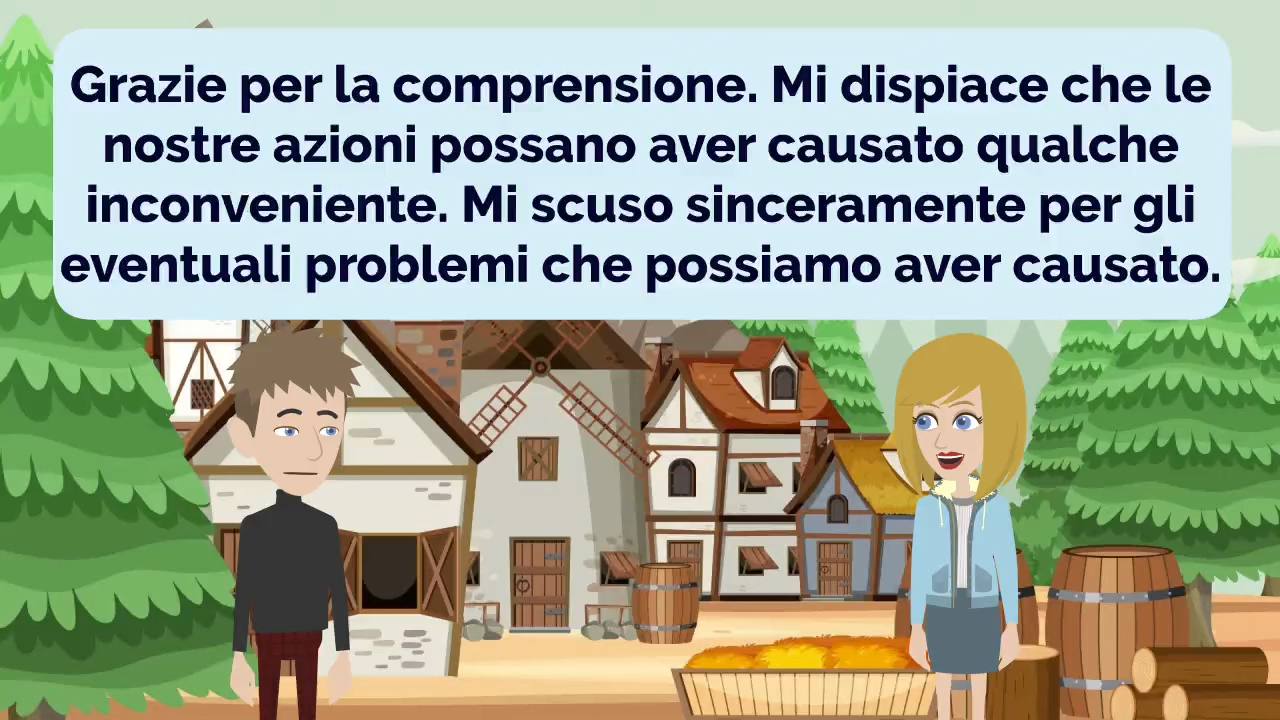 Grazie per la comprensione. Mi dispiace che le
nostre azioni possano aver causato qualche
inconveniente. Mi scuso sinceramente per gli
eventuali problemi che possiamo aver causato.